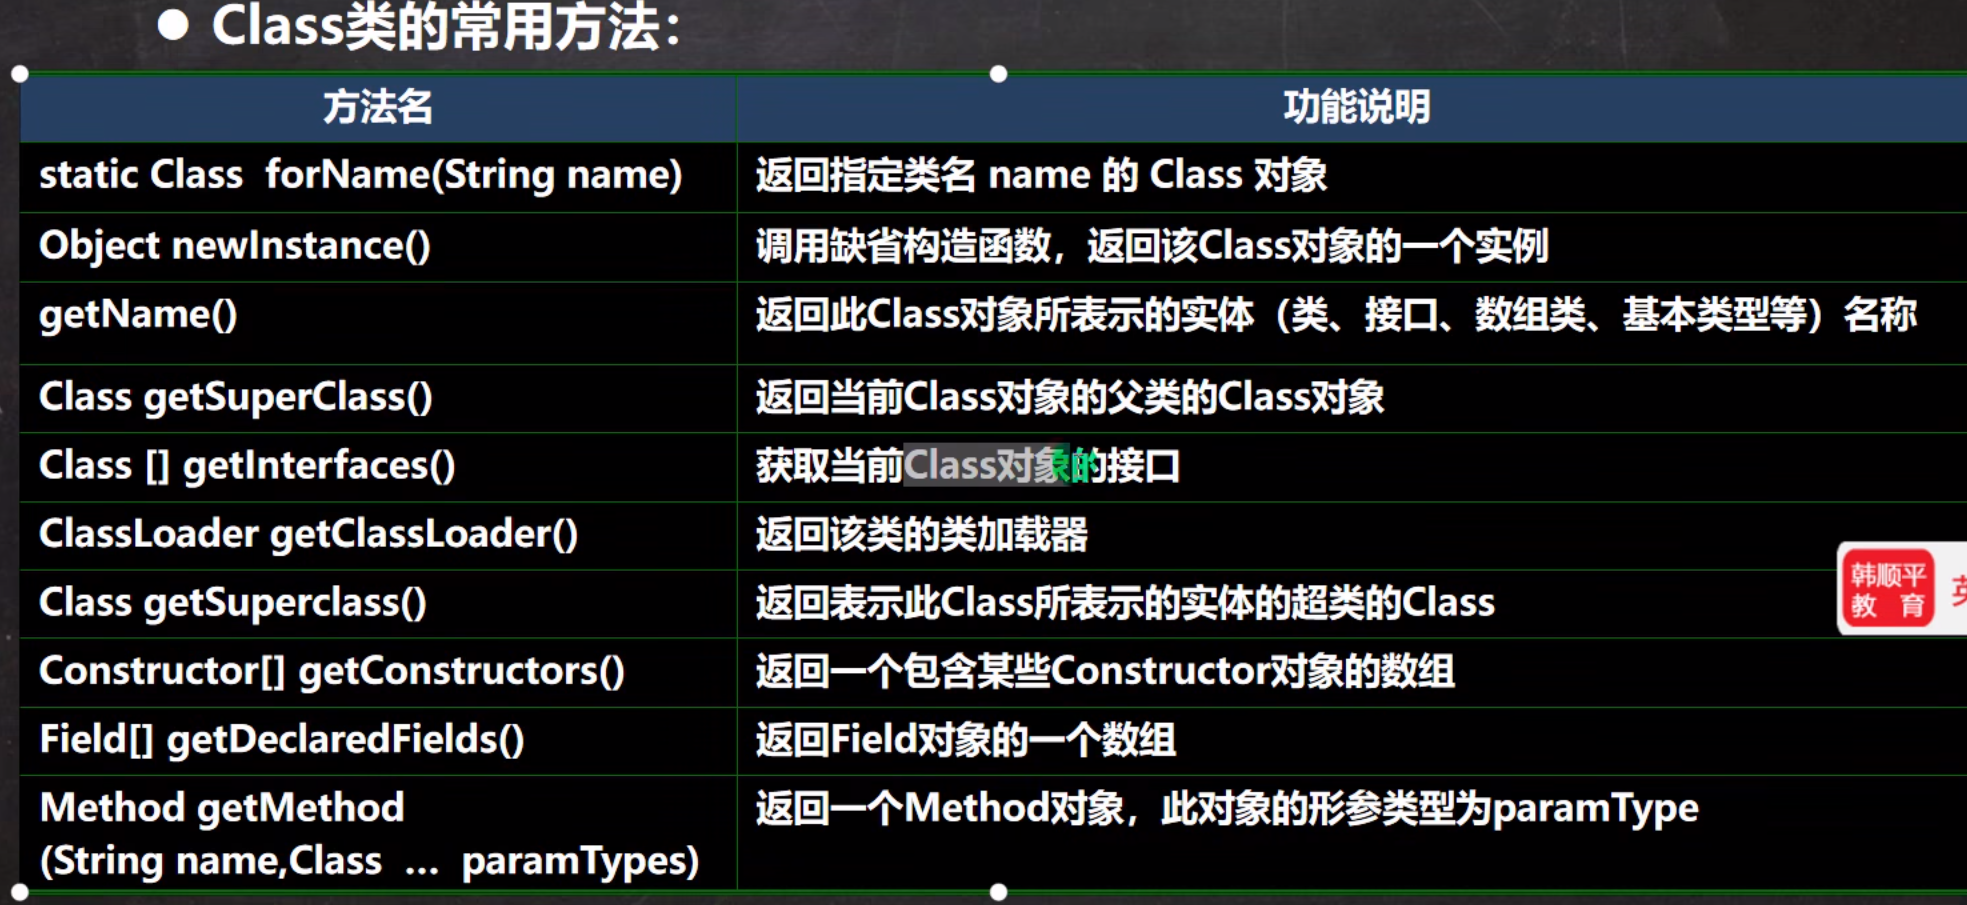 ● Class类的常用方法：
方法名 功能说明
static Class forName(String name) 返回指定类名 name 的 Class 对象
Object newInstance() 调用缺省构造函数，返回该Class对象的一个实例
getName() 返回此Class对象所表示的实体（类、接口、数组类、基本类型等）名称
Class getSuperClass() 返回当前Class对象的父类的Class对象
Class [] getInterfaces() 获取当前Class对象的接口
ClassLoader getClassLoader() 返回该类的类加载器
Class getSuperclass() 返回表示此Class所表示的实体的超类的Class
Constructor[] getConstructors() 返回一个包含某些Constructor对象的数组
Field[] getDeclaredFields() 返回Field对象的一个数组
Method getMethod 返回一个Method对象，此对象的形参类型为paramType
(String name,Class … paramTypes)
韩顺平
教 育